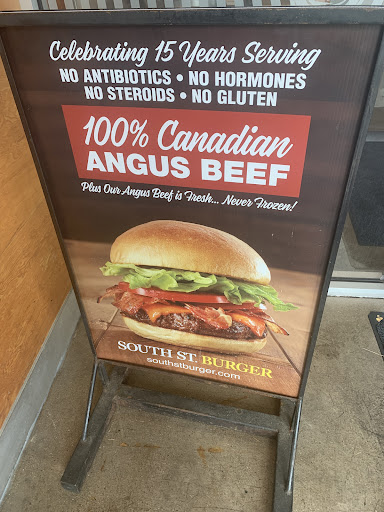 Celebrating 15 Years Serving
NO ANTIBIOTICS • NO HORMONES
NO STEROIDS • NO GLUTEN
100% Canadian
ANGUS BEEF
Plus Our Angus Beef is Fresh... Never Frozen!
SOUTH ST. BURGER
southstburger.com